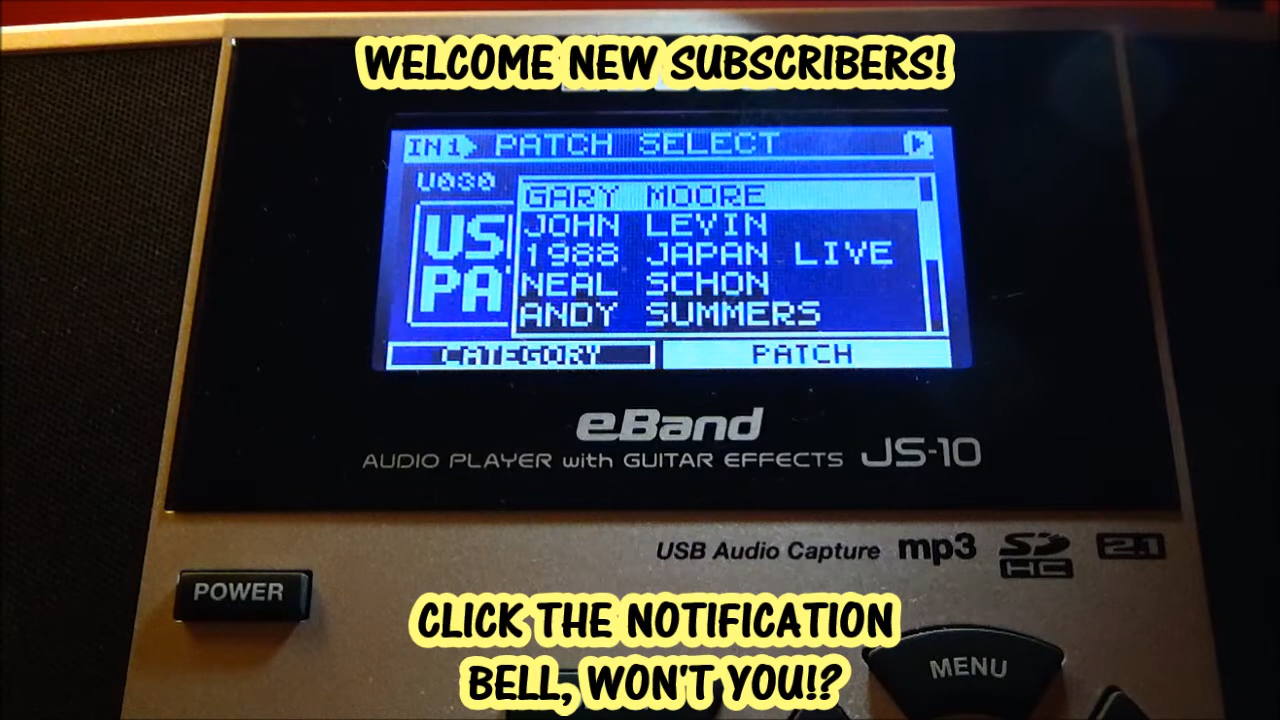 WELCOME NEW SUBSCRIBERS!
IN1 PATCH SELECT
U030
GARY MOORE
JOHN LEVIN
1988 JAPAN LIVE
NEAL SCHON
ANDY SUMMERS
US
PA
CATEGORY PATCH
eBand
AUDIO PLAYER with GUITAR EFFECTS JS-10
USB Audio Capture mp3 SD HC 2.1
POWER
CLICK THE NOTIFICATION
BELL, WON'T YOU!?
MENU